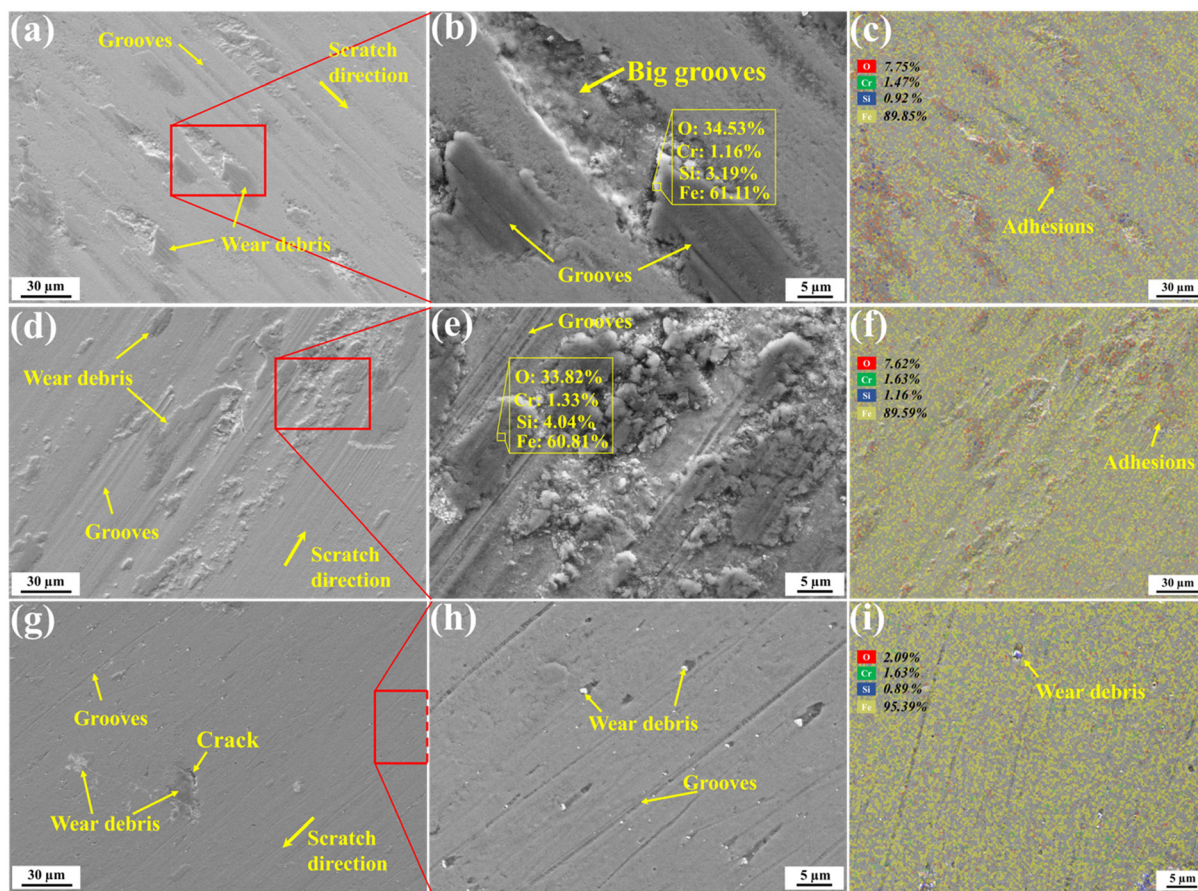 (a)
Grooves
Scratch
direction
Wear debris
30 µm
(b)
Big grooves
O: 34.53%
Cr: 1.16%
Si: 3.19%
Fe: 61.11%
Grooves
5 µm
(c)
O 7.75%
Cr 1.47%
Si 0.92%
Fe 89.85%
Adhesions
30 µm
(d)
Wear debris
Grooves
Scratch
direction
30 µm
(e)
Grooves
O: 33.82%
Cr: 1.33%
Si: 4.04%
Fe: 60.81%
5 µm
(f)
O 7.62%
Cr 1.63%
Si 1.16%
Fe 89.59%
Adhesions
30 µm
(g)
Grooves
Crack
Wear debris
Scratch
direction
30 µm
(h)
Wear debris
Grooves
5 µm
(i)
O 2.09%
Cr 1.63%
Si 0.89%
Fe 95.39%
Wear debris
5 µm